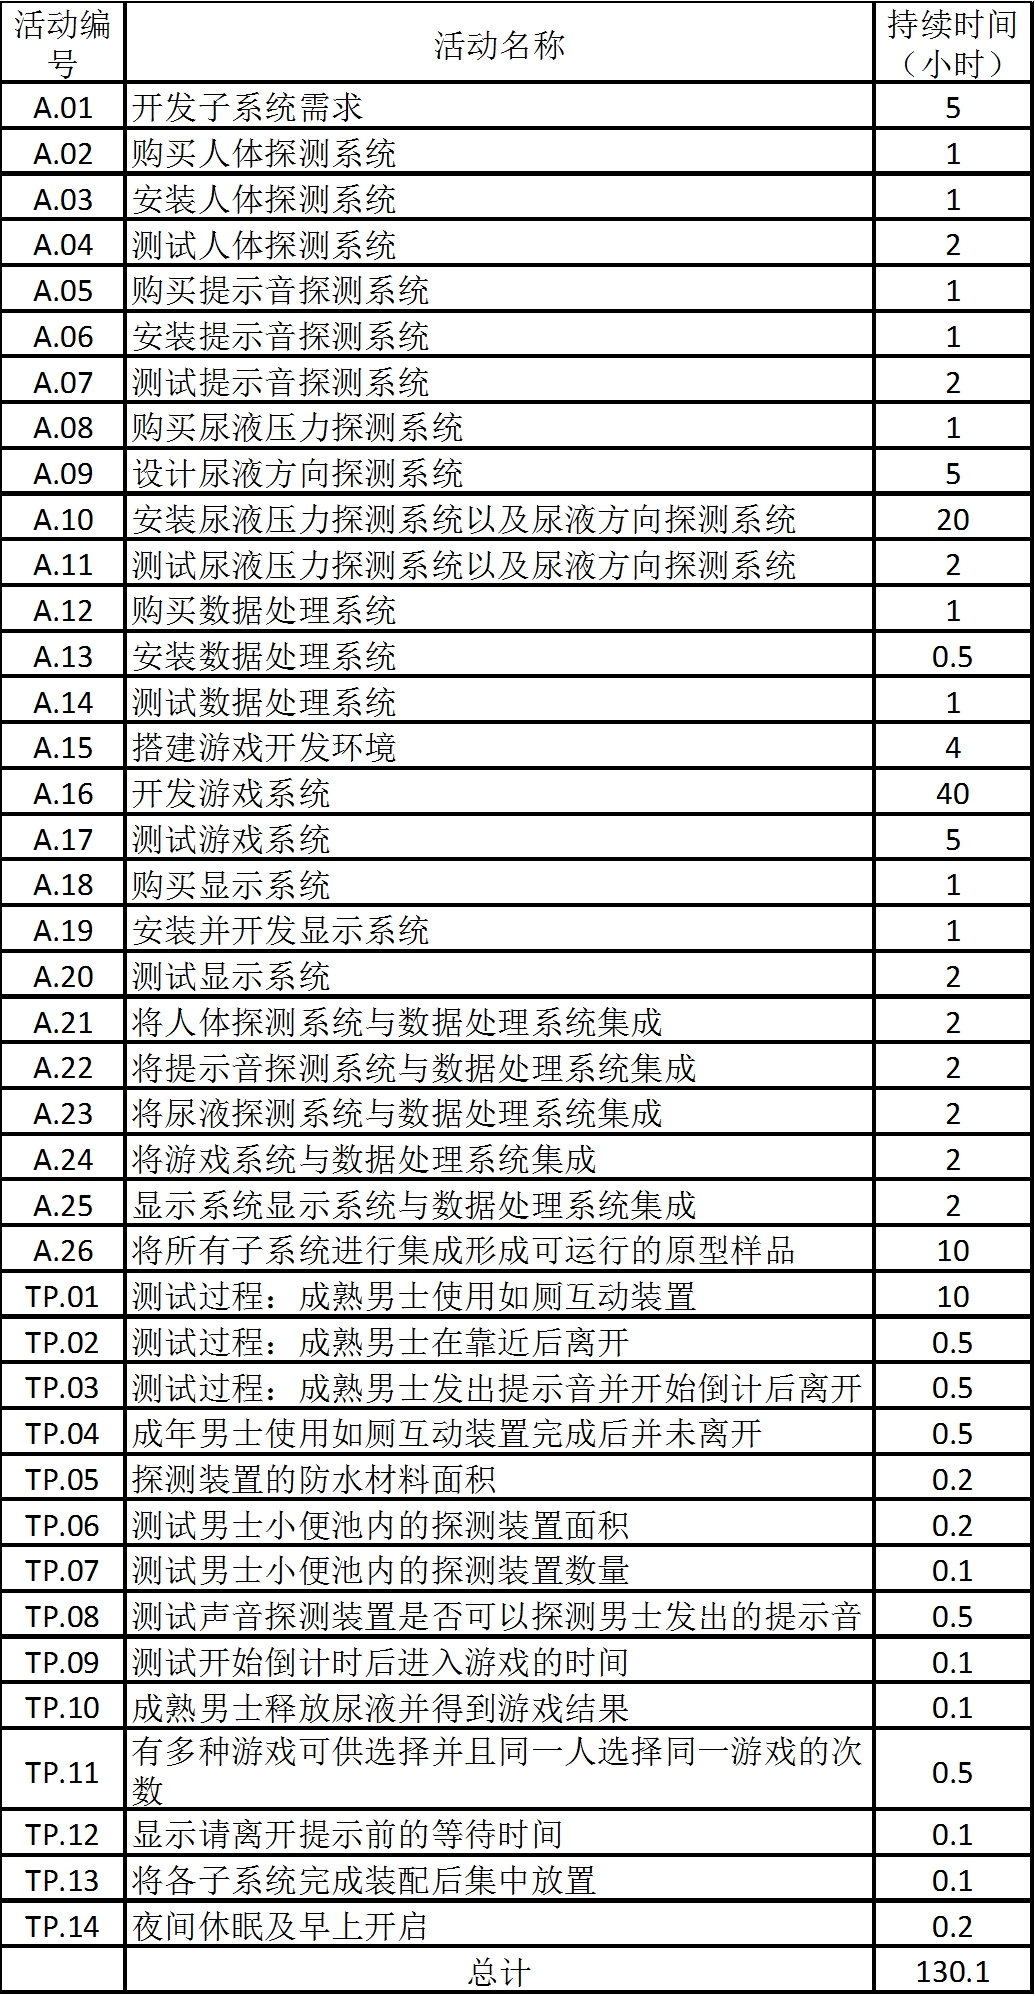 活动编号 活动名称 持续时间（小时）
A.01 开发子系统需求 5
A.02 购买人体探测系统 1
A.03 安装人体探测系统 1
A.04 测试人体探测系统 2
A.05 购买提示音探测系统 1
A.06 安装提示音探测系统 1
A.07 测试提示音探测系统 2
A.08 购买尿液压力探测系统 1
A.09 设计尿液方向探测系统 5
A.10 安装尿液压力探测系统以及尿液方向探测系统 20
A.11 测试尿液压力探测系统以及尿液方向探测系统 2
A.12 购买数据处理系统 1
A.13 安装数据处理系统 0.5
A.14 测试数据处理系统 1
A.15 搭建游戏开发环境 4
A.16 开发游戏系统 40
A.17 测试游戏系统 5
A.18 购买显示系统 1
A.19 安装并开发显示系统 1
A.20 测试显示系统 2
A.21 将人体探测系统与数据处理系统集成 2
A.22 将提示音探测系统与数据处理系统集成 2
A.23 将尿液探测系统与数据处理系统集成 2
A.24 将游戏系统与数据处理系统集成 2
A.25 显示系统显示系统与数据处理系统集成 2
A.26 将所有子系统进行集成形成可运行的原型样品 10
TP.01 测试过程：成熟男士使用如厕互动装置 10
TP.02 测试过程：成熟男士在靠近后离开 0.5
TP.03 测试过程：成熟男士发出提示音并开始倒计后离开 0.5
TP.04 成年男士使用如厕互动装置完成后并未离开 0.5
TP.05 探测装置的防水材料面积 0.2
TP.06 测试男士小便池内的探测装置面积 0.2
TP.07 测试男士小便池内的探测装置数量 0.1
TP.08 测试声音探测装置是否可以探测男士发出的提示音 0.5
TP.09 测试开始倒计时后进入游戏的时间 0.1
TP.10 成熟男士释放尿液并得到游戏结果 0.1
TP.11 有多种游戏可供选择并且同一人选择同一游戏的次数 0.5
TP.12 显示请离开提示前的等待时间 0.1
TP.13 将各子系统完成装配后集中放置 0.1
TP.14 夜间休眠及早上开启 0.2
总计 130.1